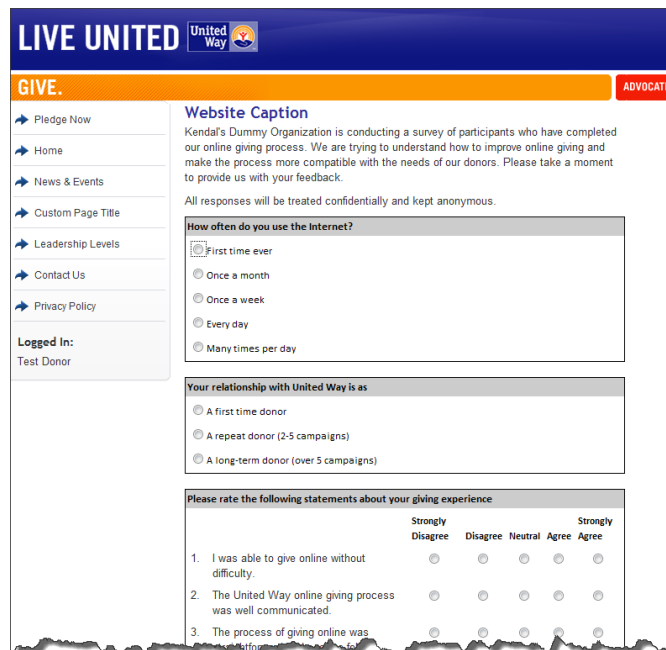 LIVE UNITED
United
Way
GIVE.
Pledge Now
Home
News & Events
Custom Page Title
Leadership Levels
Contact Us
Privacy Policy
Logged In:
Test Donor
Website Caption
Kendal's Dummy Organization is conducting a survey of participants who have completed
our online giving process. We are trying to understand how to improve online giving and
make the process more compatible with the needs of our donors. Please take a moment
to provide us with your feedback.
All responses will be treated confidentially and kept anonymous.
How often do you use the Internet?
First time ever
Once a month
Once a week
Every day
Many times per day
Your relationship with United Way is as
A first time donor
A repeat donor (2-5 campaigns)
A long-term donor (over 5 campaigns)
Please rate the following statements about your giving experience
Strongly Disagree Disagree Neutral Agree Strongly Agree
1. I was able to give online without
difficulty.
2. The United Way online giving process
was well communicated.
3. The process of giving online was